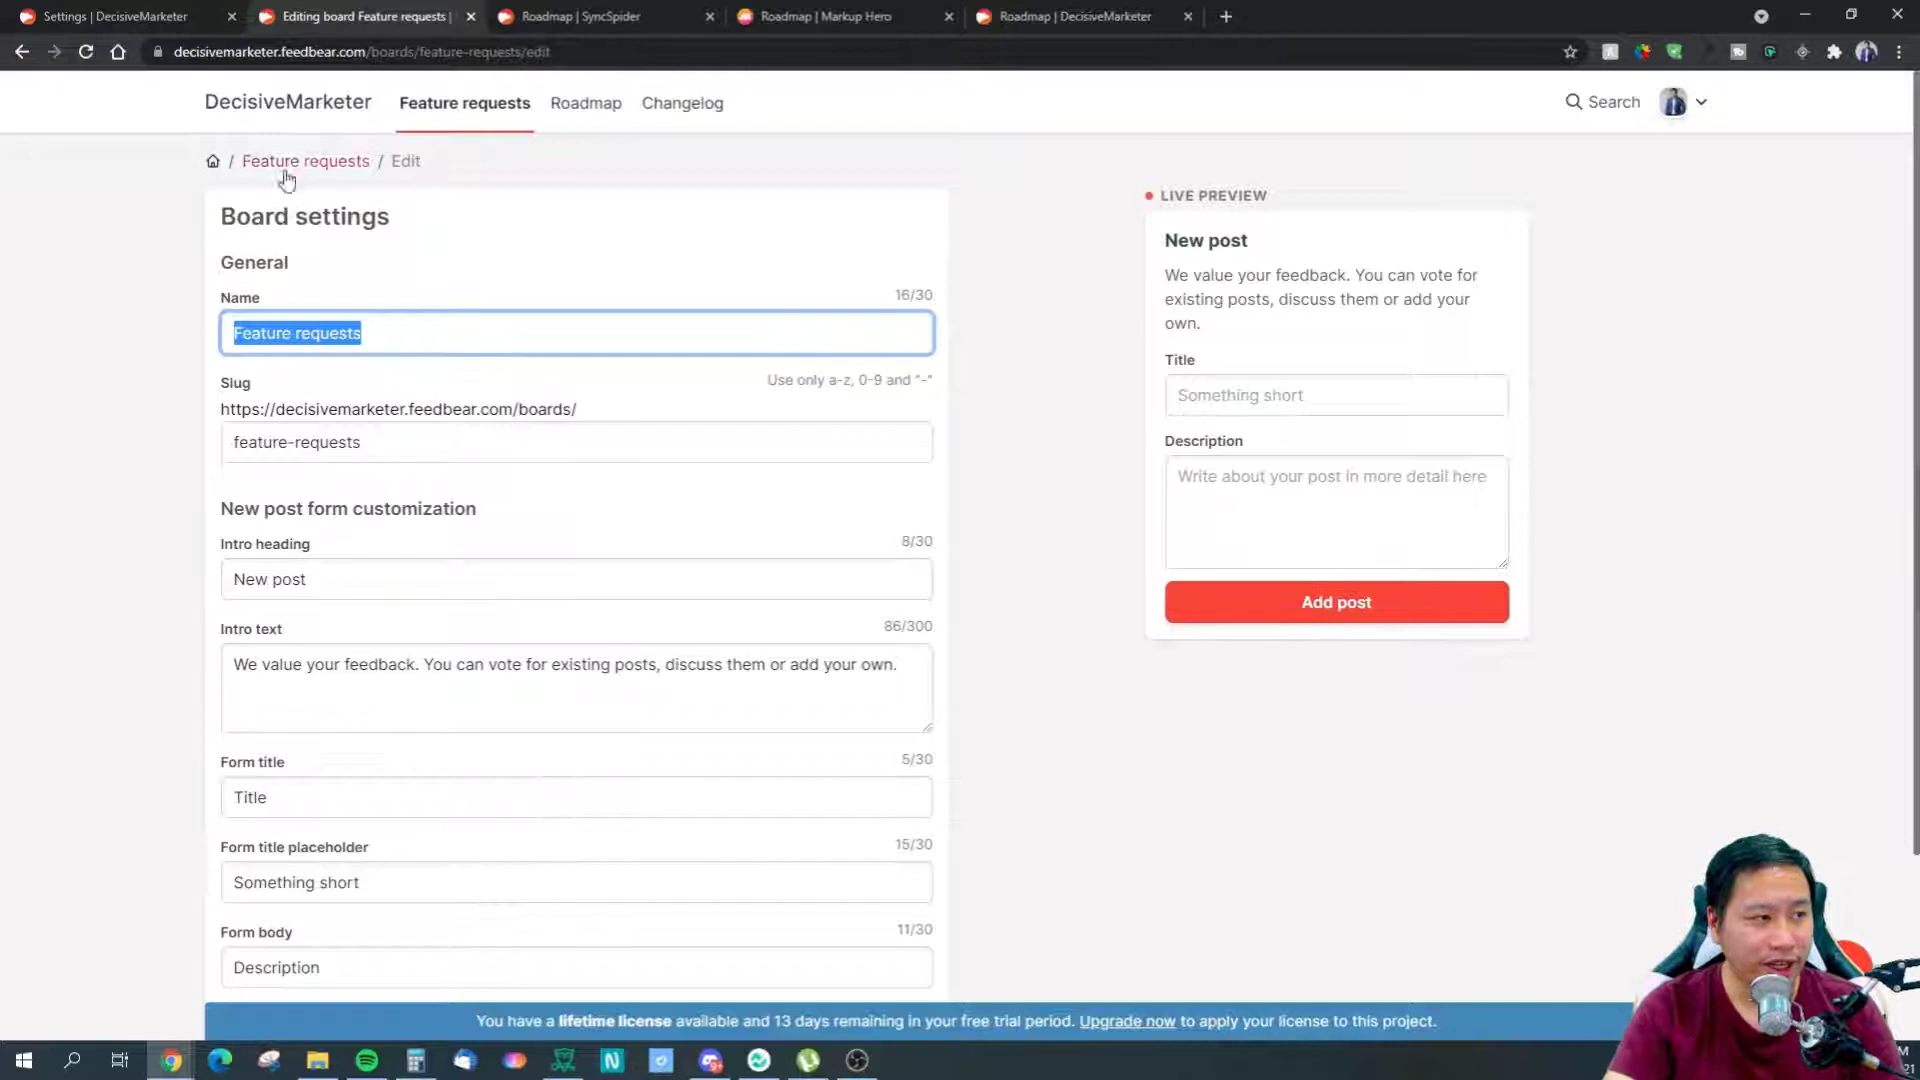 Settings | DecisiveMarketer
Editing board Feature requests |
Roadmap | SyncSpider
Roadmap | Markup Hero
Roadmap | DecisiveMarketer
decisivemarketer.feedbear.com/boards/feature-requests/edit
DecisiveMarketer
Feature requests
Roadmap
Changelog
Search
/ Feature requests / Edit
Board settings
General
Name
16/30
Feature requests
Slug
Use only a-z, 0-9 and "-"
https://decisivemarketer.feedbear.com/boards/
feature-requests
New post form customization
Intro heading
8/30
New post
Intro text
86/300
We value your feedback. You can vote for existing posts, discuss them or add your own.
Form title
5/30
Title
Form title placeholder
15/30
Something short
Form body
11/30
Description
LIVE PREVIEW
New post
We value your feedback. You can vote for
existing posts, discuss them or add your
own.
Title
Something short
Description
Write about your post in more detail here
Add post
You have a lifetime license available and 13 days remaining in your free trial period. Upgrade now to apply your license to this project.